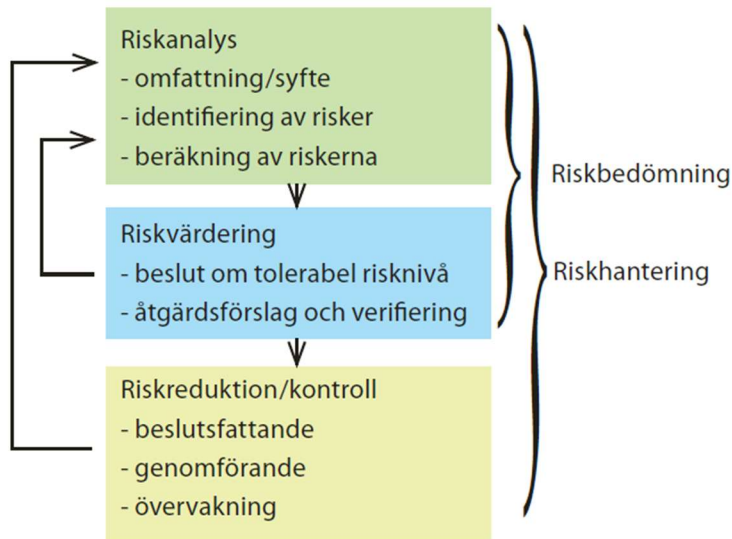 Riskanalys
- omfattning/syfte
- identifiering av risker
- beräkning av riskerna
Riskbedömning
Riskvärdering
- beslut om tolerabel risknivå
- åtgärdsförslag och verifiering
Riskhantering
Riskreduktion/kontroll
- beslutsfattande
- genomförande
- övervakning